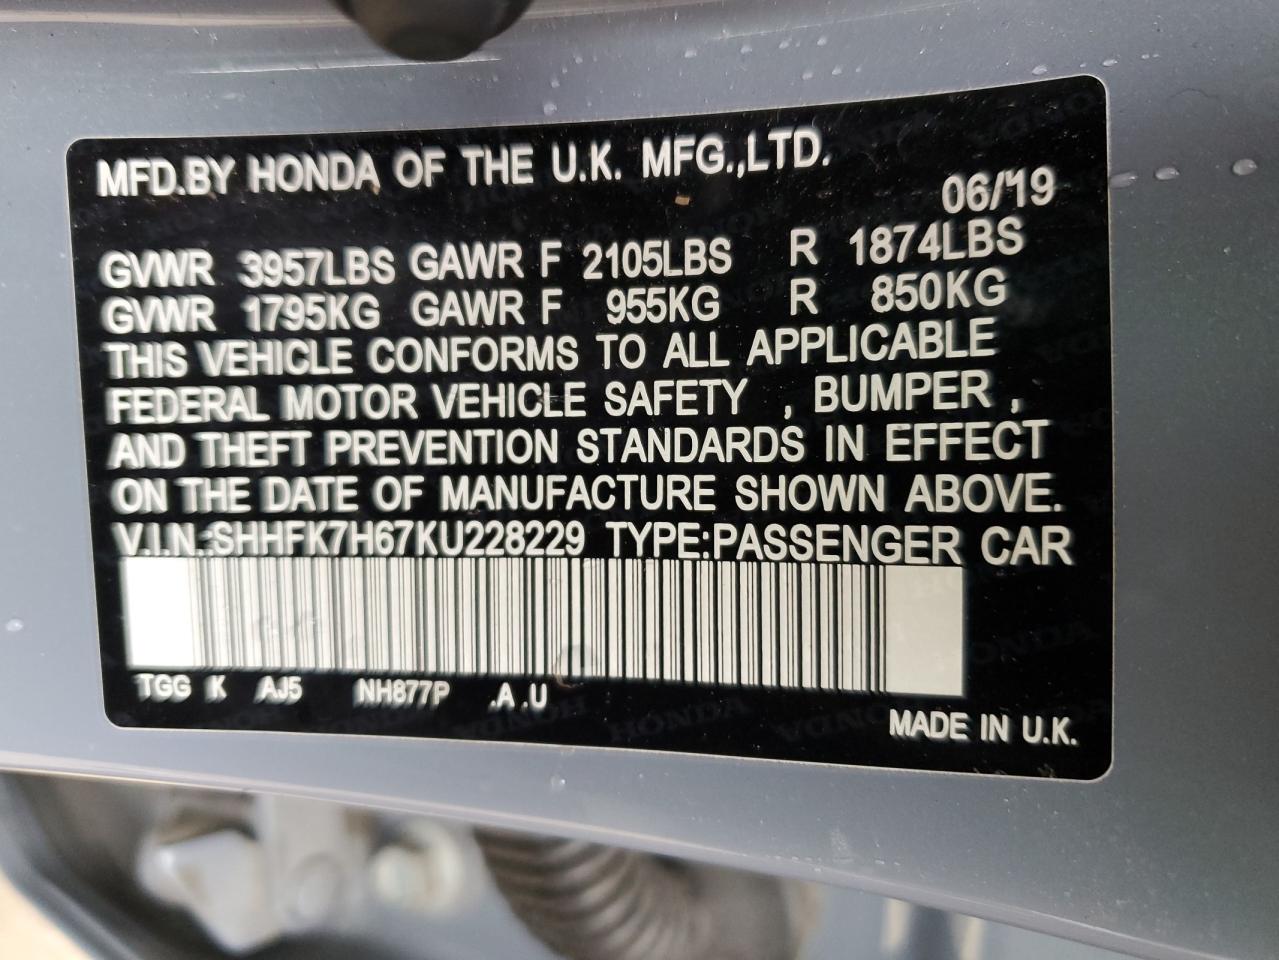 MFD.BY HONDA OF THE U.K. MFG.,LTD.
06/19
GVWR 3957LBS GAWR F 2105LBS R 1874LBS
GVWR 1795KG GAWR F 955KG R 850KG
THIS VEHICLE CONFORMS TO ALL APPLICABLE
FEDERAL MOTOR VEHICLE SAFETY , BUMPER ,
AND THEFT PREVENTION STANDARDS IN EFFECT
ON THE DATE OF MANUFACTURE SHOWN ABOVE.
V.I.N.:SHHFK7H67KU228229 TYPE:PASSENGER CAR
TGG K AJ5 NH877P .A .U
MADE IN U.K.